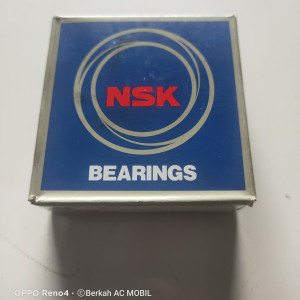 NSK
BEARINGS
OPPO Reno4 - ©Berkah AC MOBIL